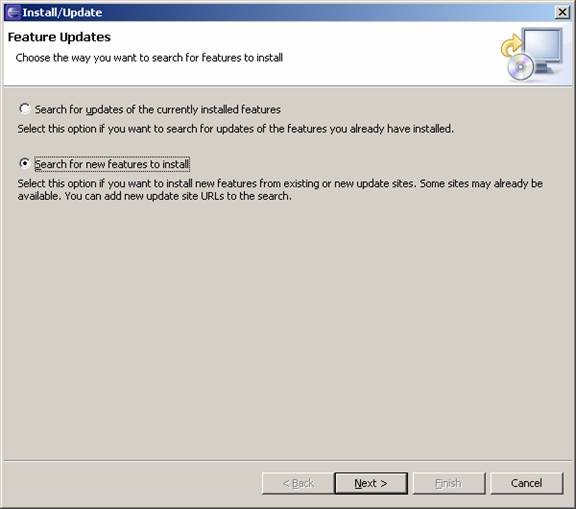 Install/Update
Feature Updates
Choose the way you want to search for features to install
Search for updates of the currently installed features
Select this option if you want to search for updates of the features you already have installed.
Search for new features to install
Select this option if you want to install new features from existing or new update sites. Some sites may already be
available. You can add new update site URLs to the search.
< Back Next > Finish Cancel